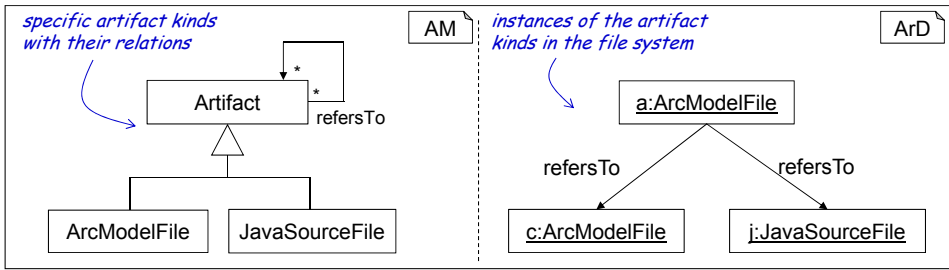 specific artifact kinds
with their relations
AM
*
*
Artifact
refersTo
ArcModelFile
JavaSourceFile
instances of the artifact
kinds in the file system
ArD
a:ArcModelFile
refersTo
refersTo
c:ArcModelFile
j:JavaSourceFile